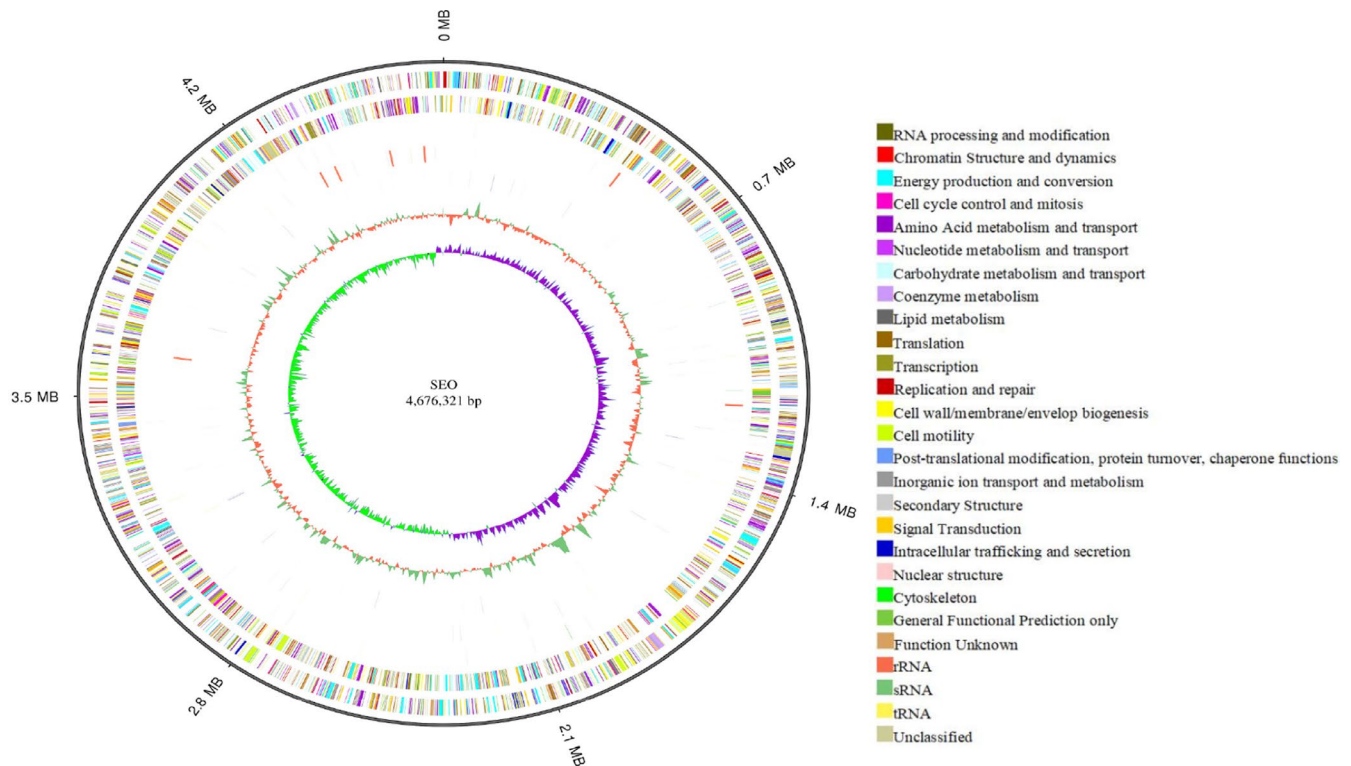 0 MB
0.7 MB
1.4 MB
2.1 MB
2.8 MB
3.5 MB
4.2 MB
SEO
4,676,321 bp
RNA processing and modification
Chromatin Structure and dynamics
Energy production and conversion
Cell cycle control and mitosis
Amino Acid metabolism and transport
Nucleotide metabolism and transport
Carbohydrate metabolism and transport
Coenzyme metabolism
Lipid metabolism
Translation
Transcription
Replication and repair
Cell wall/membrane/envelop biogenesis
Cell motility
Post-translational modification, protein turnover, chaperone functions
Inorganic ion transport and metabolism
Secondary Structure
Signal Transduction
Intracellular trafficking and secretion
Nuclear structure
Cytoskeleton
General Functional Prediction only
Function Unknown
rRNA
sRNA
tRNA
Unclassified